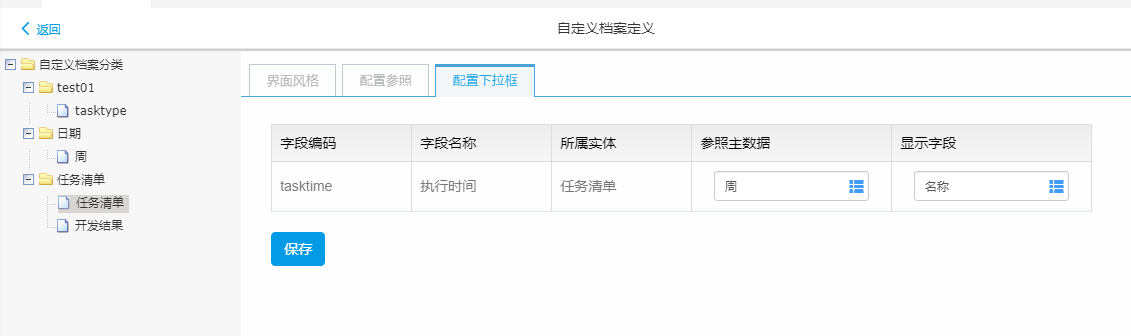 返回
自定义档案定义
自定义档案分类
test01
tasktype
日期
周
任务清单
任务清单
开发结果
界面风格 配置参照 配置下拉框
字段编码 字段名称 所属实体 参照主数据 显示字段
tasktime 执行时间 任务清单 周 名称
保存